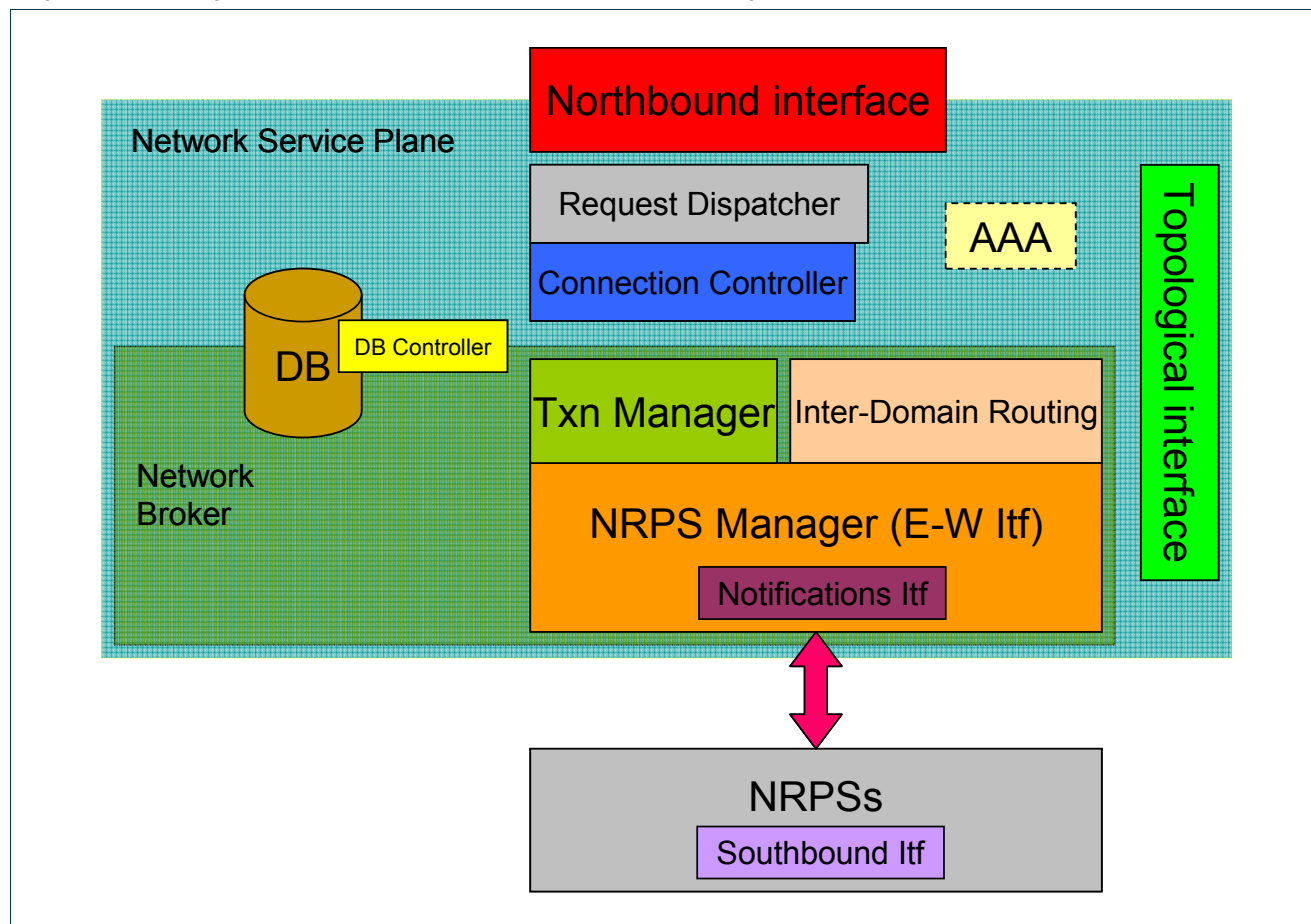 Northbound interface
Network Service Plane
Request Dispatcher
AAA
Connection Controller
Topological interface
DB
DB Controller
Txn Manager
Inter-Domain Routing
Network
Broker
NRPS Manager (E-W Itf)
Notifications Itf
NRPSs
Southbound Itf